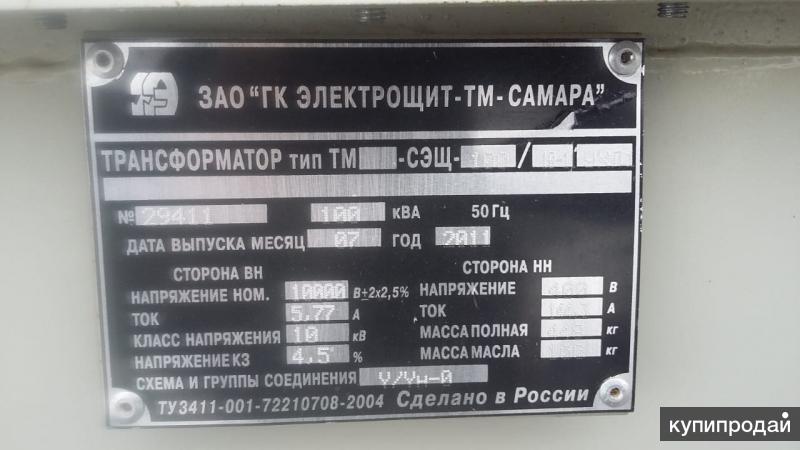 ЗАО "ГК ЭЛЕКТРОЩИТ-ТМ-САМАРА"
ТРАНСФОРМАТОР тип ТМ -СЭЩ-100/
№ 29411 100 кВА 50 Гц
ДАТА ВЫПУСКА МЕСЯЦ 07 ГОД 2011
СТОРОНА ВН
НАПРЯЖЕНИЕ НОМ. 10000 В±2х2,5%
ТОК 5,77 А
КЛАСС НАПРЯЖЕНИЯ 10 кВ
НАПРЯЖЕНИЕ КЗ 4,5 %
СТОРОНА НН
НАПРЯЖЕНИЕ 400 В
ТОК А
МАССА ПОЛНАЯ кг
МАССА МАСЛА кг
СХЕМА И ГРУППЫ СОЕДИНЕНИЯ У/Ун-0
ТУ3411-001-72210708-2004 Сделано в России
купипродай